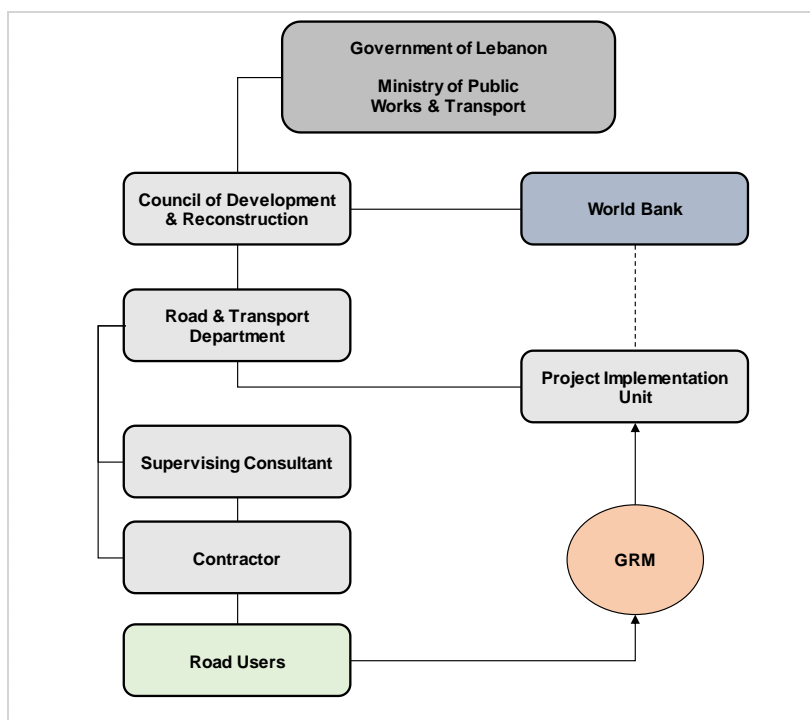 Government of Lebanon
Ministry of Public
Works & Transport
Council of Development
& Reconstruction
World Bank
Road & Transport
Department
Project Implementation
Unit
Supervising Consultant
Contractor
GRM
Road Users